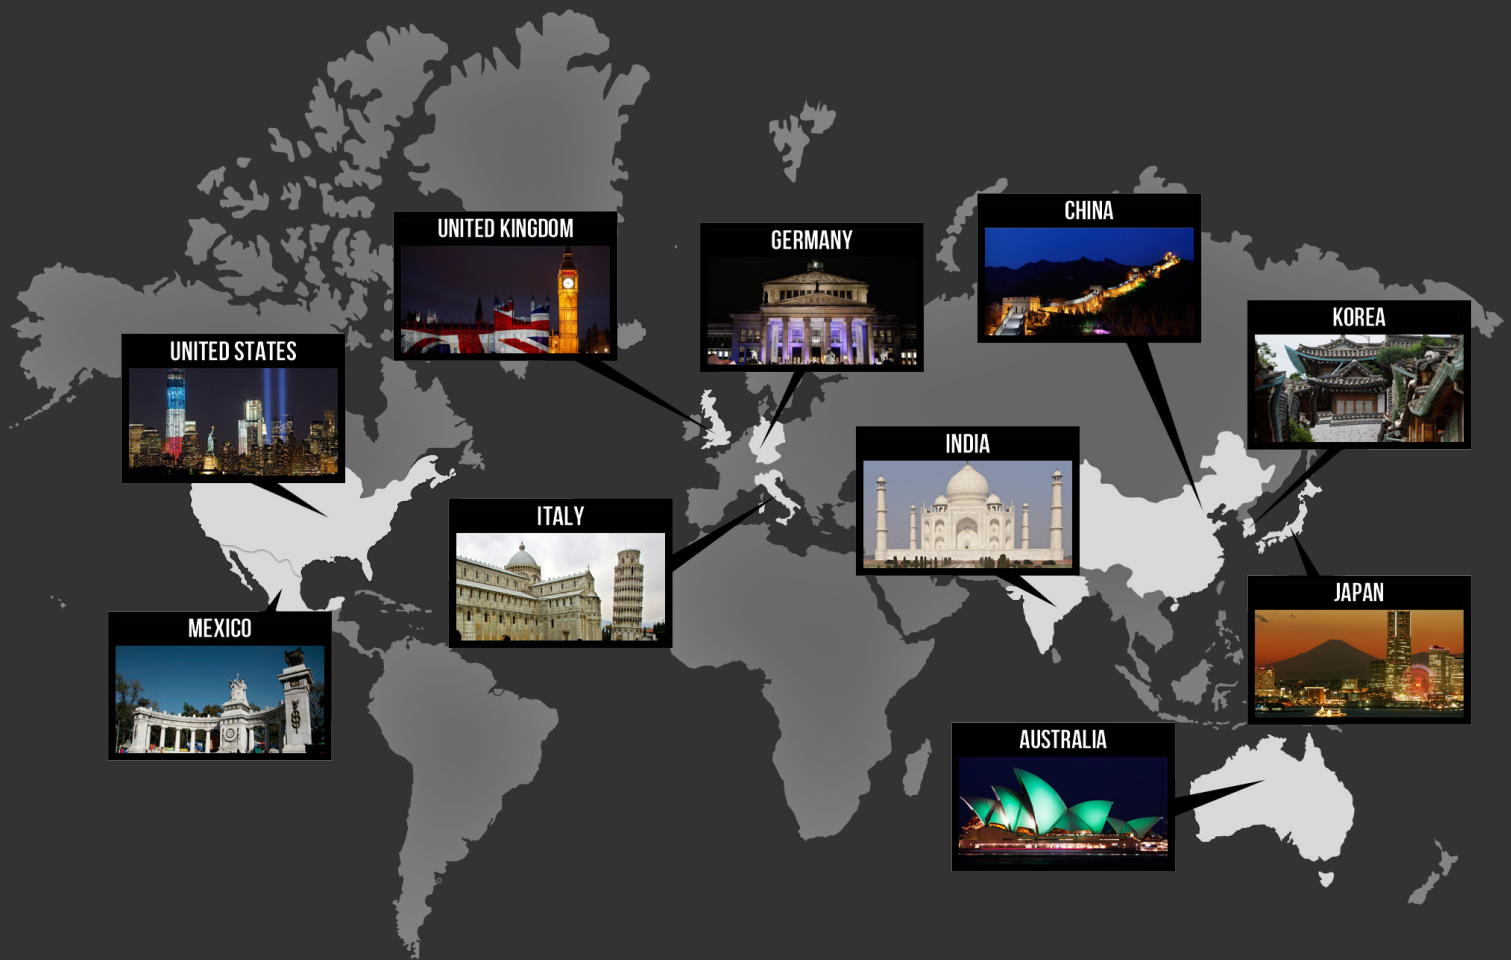 CHINA
UNITED KINGDOM
GERMANY
KOREA
UNITED STATES
INDIA
ITALY
JAPAN
MEXICO
AUSTRALIA